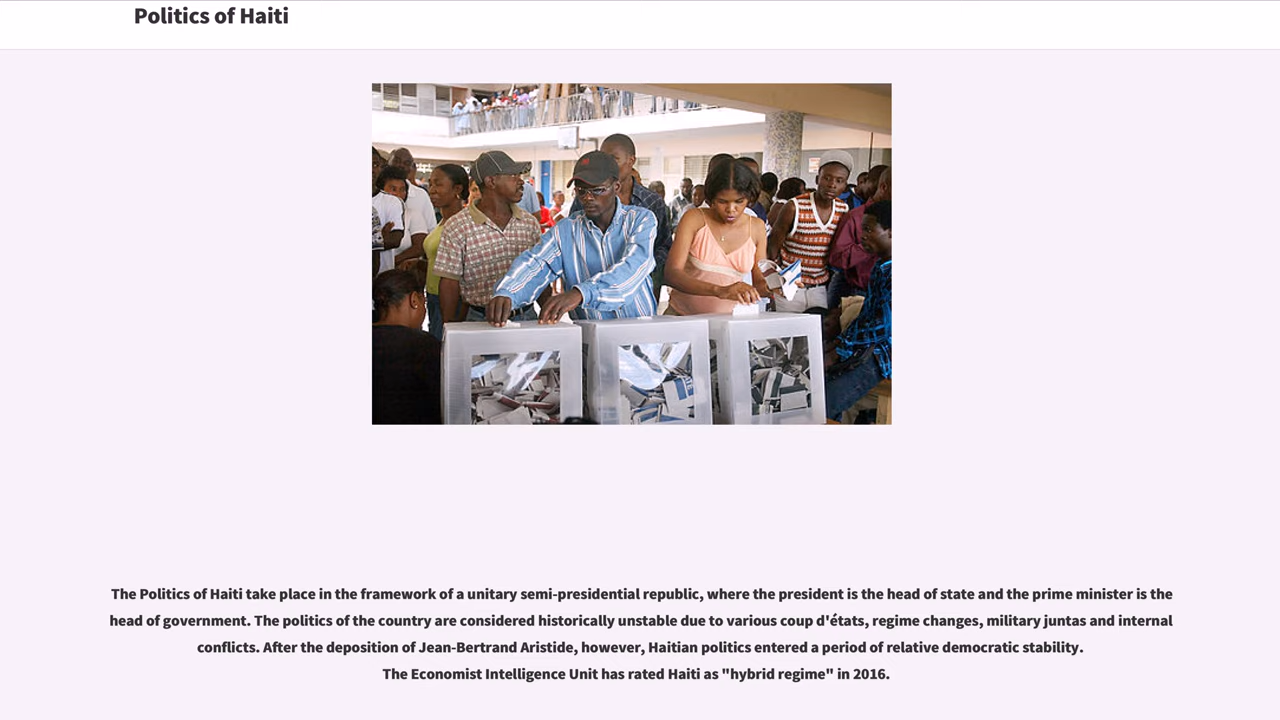 Politics of Haiti
The Politics of Haiti take place in the framework of a unitary semi-presidential republic, where the president is the head of state and the prime minister is the
head of government. The politics of the country are considered historically unstable due to various coup d'états, regime changes, military juntas and internal
conflicts. After the deposition of Jean-Bertrand Aristide, however, Haitian politics entered a period of relative democratic stability.
The Economist Intelligence Unit has rated Haiti as "hybrid regime" in 2016.